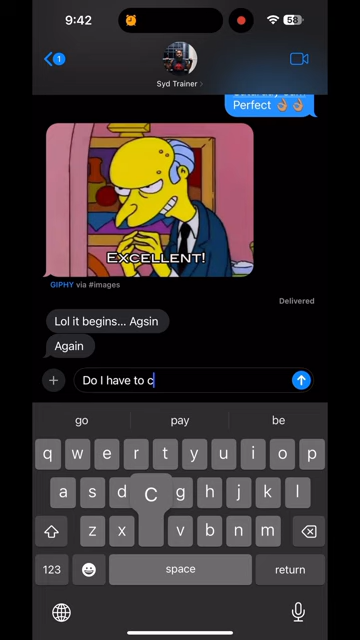 9:42
58
1
Syd Trainer
Perfect 👌🏽👌🏽
EXCELLENT!
GIPHY via #images
Delivered
Lol it begins... Agsin
Again
Do I have to c
go pay be
q w e r t y u i o p
a s d C g h j k l
z x v b n m
123 space return